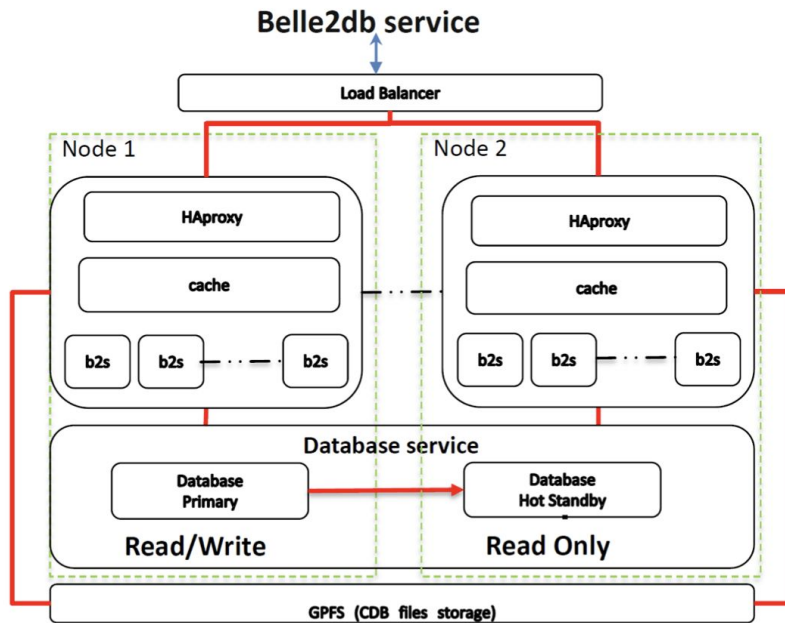 Belle2db service
Load Balancer
Node 1
Node 2
HAproxy
HAproxy
cache
cache
b2s
b2s
b2s
b2s
b2s
b2s
Database service
Database
Primary
Database
Hot Standby
Read/Write
Read Only
GPFS (CDB files storage)